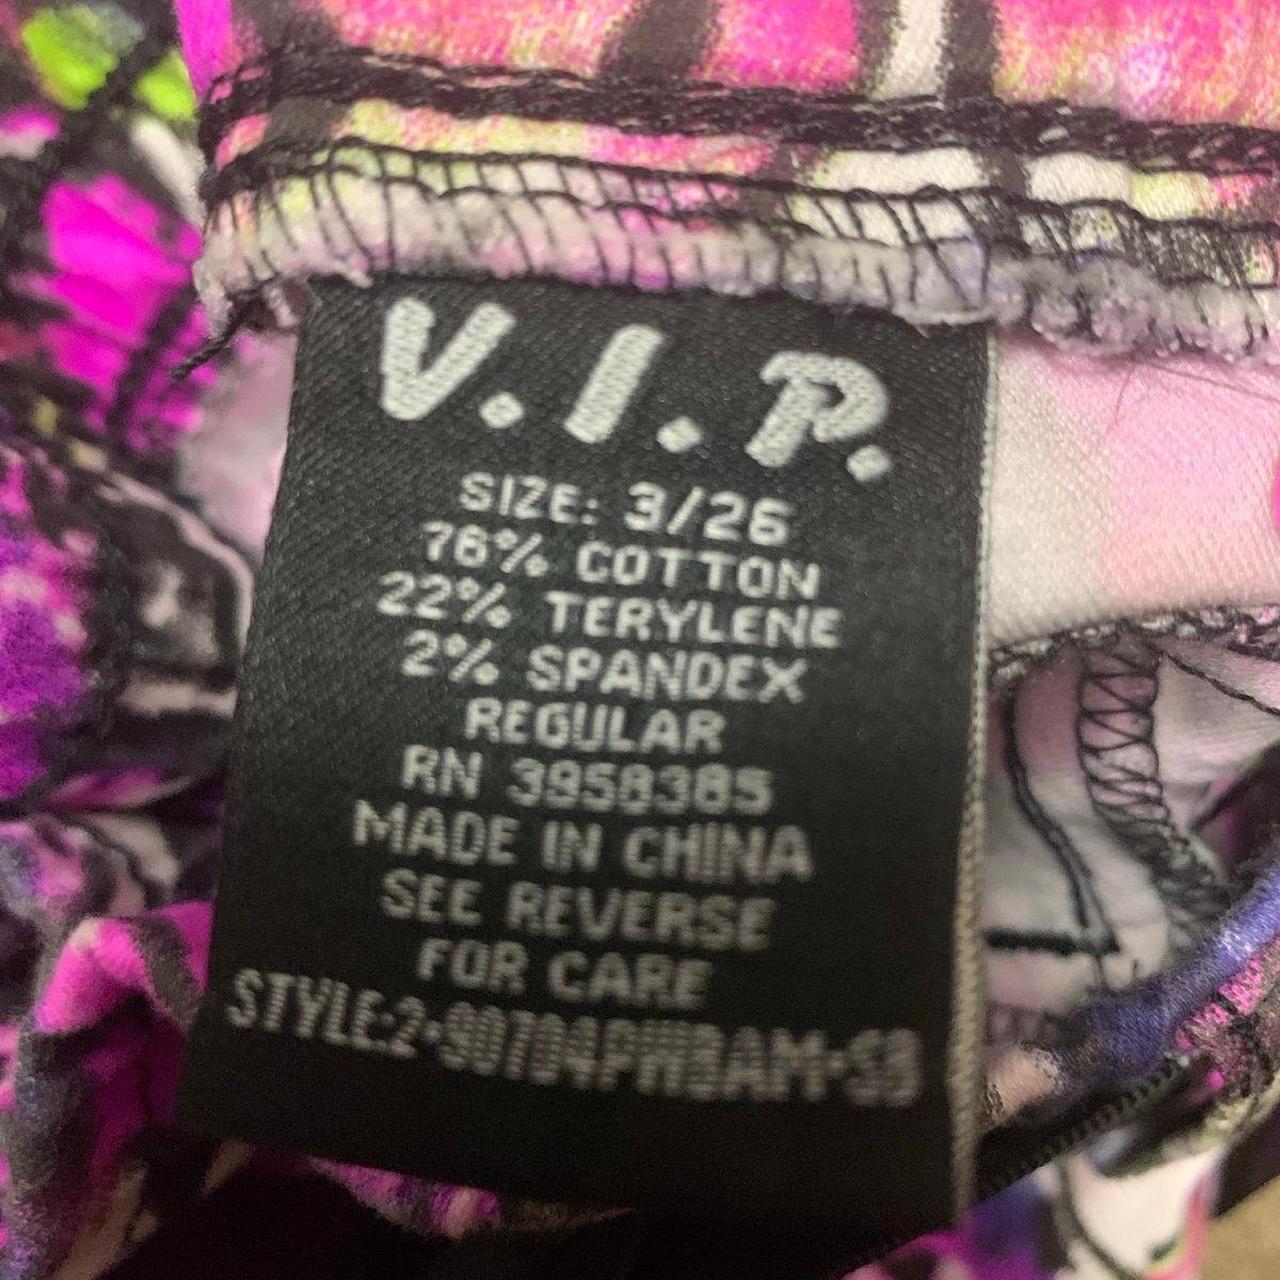 V.I.P.
SIZE: 3/26
76% COTTON
22% TERYLENE
2% SPANDEX
REGULAR
RN 3958385
MADE IN CHINA
SEE REVERSE
FOR CARE